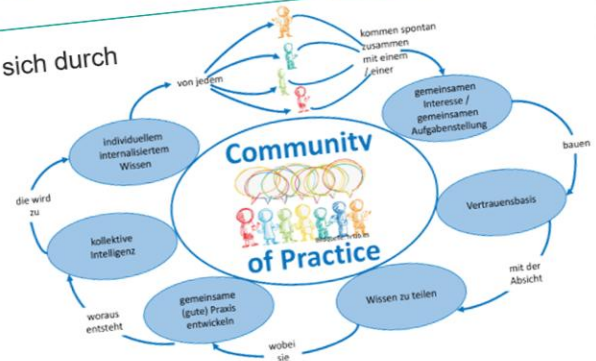 sich durch
kommen spontan
zusammen
mit einem
/ einer
von jedem
gemeinsamen
Interesse /
gemeinsamen
Aufgabenstellung
bauen
Vertrauensbasis
mit der
Absicht
Wissen zu teilen
wobei
sie
gemeinsame
(gute) Praxis
entwickeln
woraus
entsteht
kollektive
Intelligenz
die wird
zu
individuellem
internalisiertem
Wissen
Community
of Practice